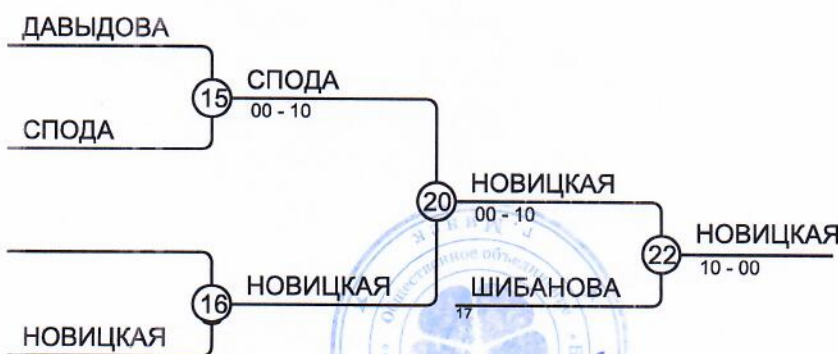 ДАВЫДОВА
15
СПОДА
00 - 10
СПОДА
20
НОВИЦКАЯ
00 - 10
22
НОВИЦКАЯ
10 - 00
16
НОВИЦКАЯ
ШИБАНОВА
17
НОВИЦКАЯ
г. Минск